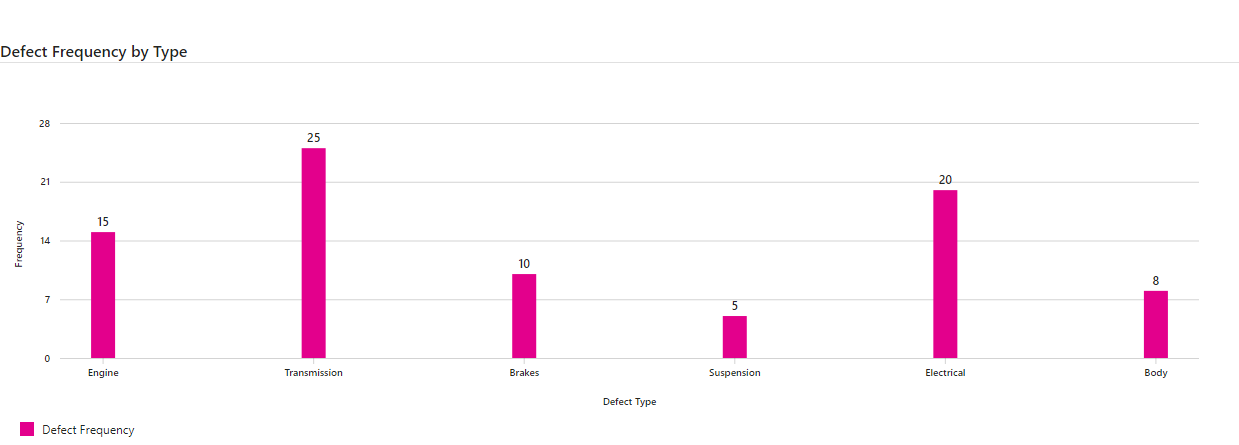 Defect Frequency by Type
28
21
14
7
0
Frequency
15
25
10
5
20
8
Engine Transmission Brakes Suspension Electrical Body
Defect Type
Defect Frequency